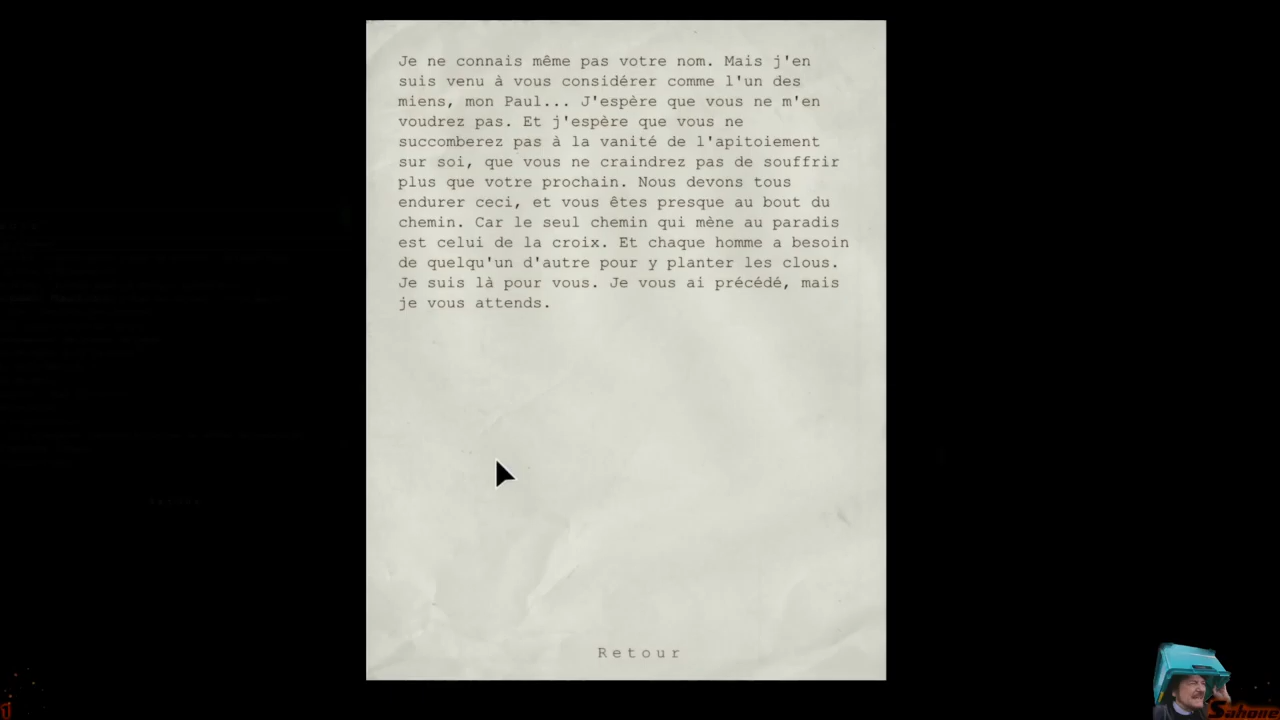 Je ne connais même pas votre nom. Mais j'en
suis venu à vous considérer comme l'un des
miens, mon Paul... J'espère que vous ne m'en
voudrez pas. Et j'espère que vous ne
succomberez pas à la vanité de l'apitoiement
sur soi, que vous ne craindrez pas de souffrir
plus que votre prochain. Nous devons tous
endurer ceci, et vous êtes presque au bout du
chemin. Car le seul chemin qui mène au paradis
est celui de la croix. Et chaque homme a besoin
de quelqu'un d'autre pour y planter les clous.
Je suis là pour vous. Je vous ai précédé, mais
je vous attends.
Retour
Sahone